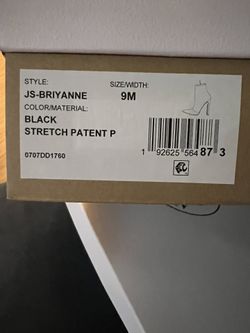 STYLE: SIZE/WIDTH:
JS-BRIYANNE 9M
COLOR/MATERIAL:
BLACK
STRETCH PATENT P
1 92625 564 87 3
0707DD1760